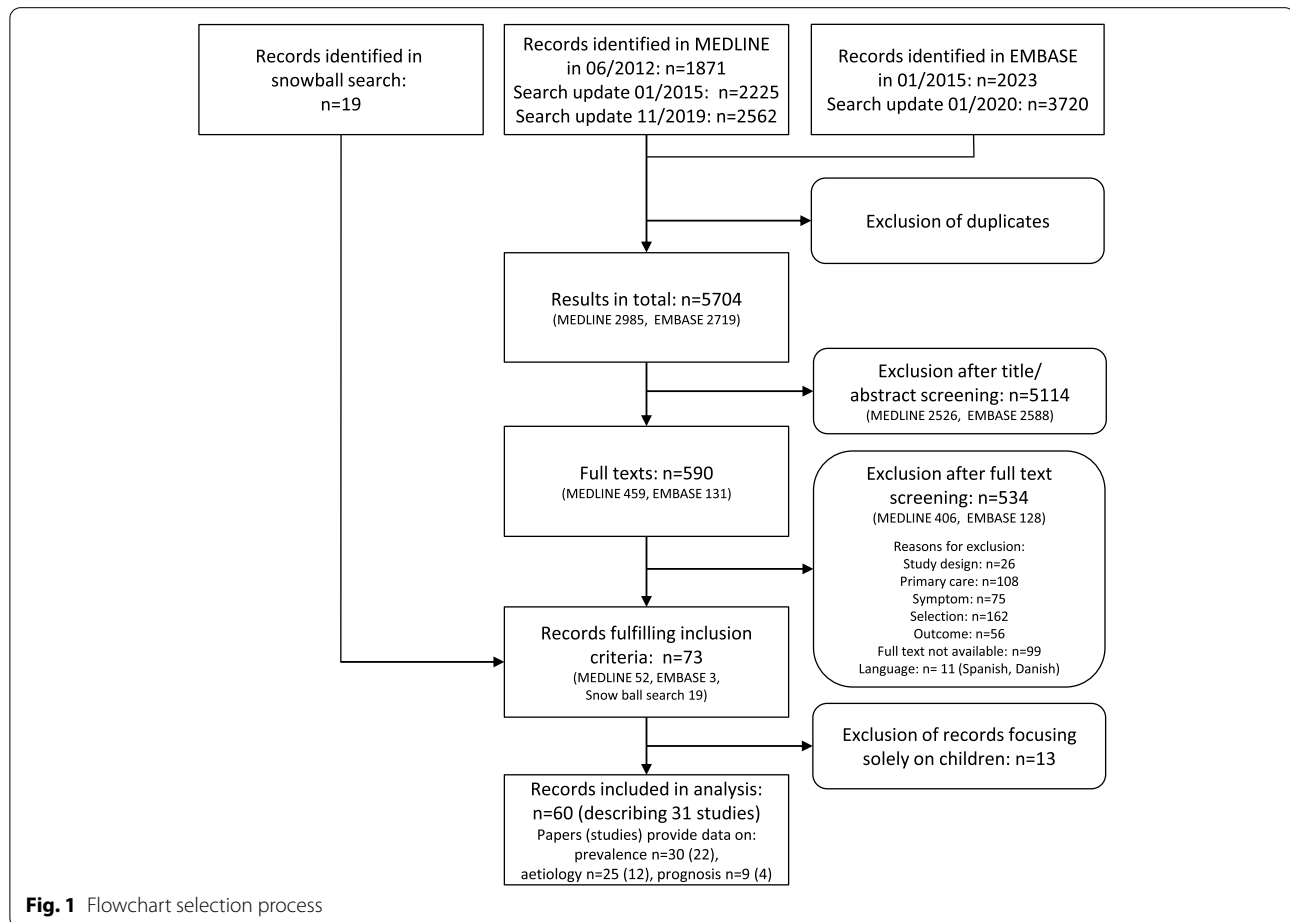 Records identified in
snowball search:
n=19
Records identified in MEDLINE
in 06/2012: n=1871
Search update 01/2015: n=2225
Search update 11/2019: n=2562
Records identified in EMBASE
in 01/2015: n=2023
Search update 01/2020: n=3720
Exclusion of duplicates
Results in total: n=5704
(MEDLINE 2985, EMBASE 2719)
Exclusion after title/
abstract screening: n=5114
(MEDLINE 2526, EMBASE 2588)
Full texts: n=590
(MEDLINE 459, EMBASE 131)
Exclusion after full text
screening: n=534
(MEDLINE 406, EMBASE 128)
Reasons for exclusion:
Study design: n=26
Primary care: n=108
Symptom: n=75
Selection: n=162
Outcome: n=56
Full text not available: n=99
Language: n= 11 (Spanish, Danish)
Records fulfilling inclusion
criteria: n=73
(MEDLINE 52, EMBASE 3,
Snow ball search 19)
Exclusion of records focusing
solely on children: n=13
Records included in analysis:
n=60 (describing 31 studies)
Papers (studies) provide data on:
prevalence n=30 (22),
aetiology n=25 (12), prognosis n=9 (4)
Fig. 1 Flowchart selection process